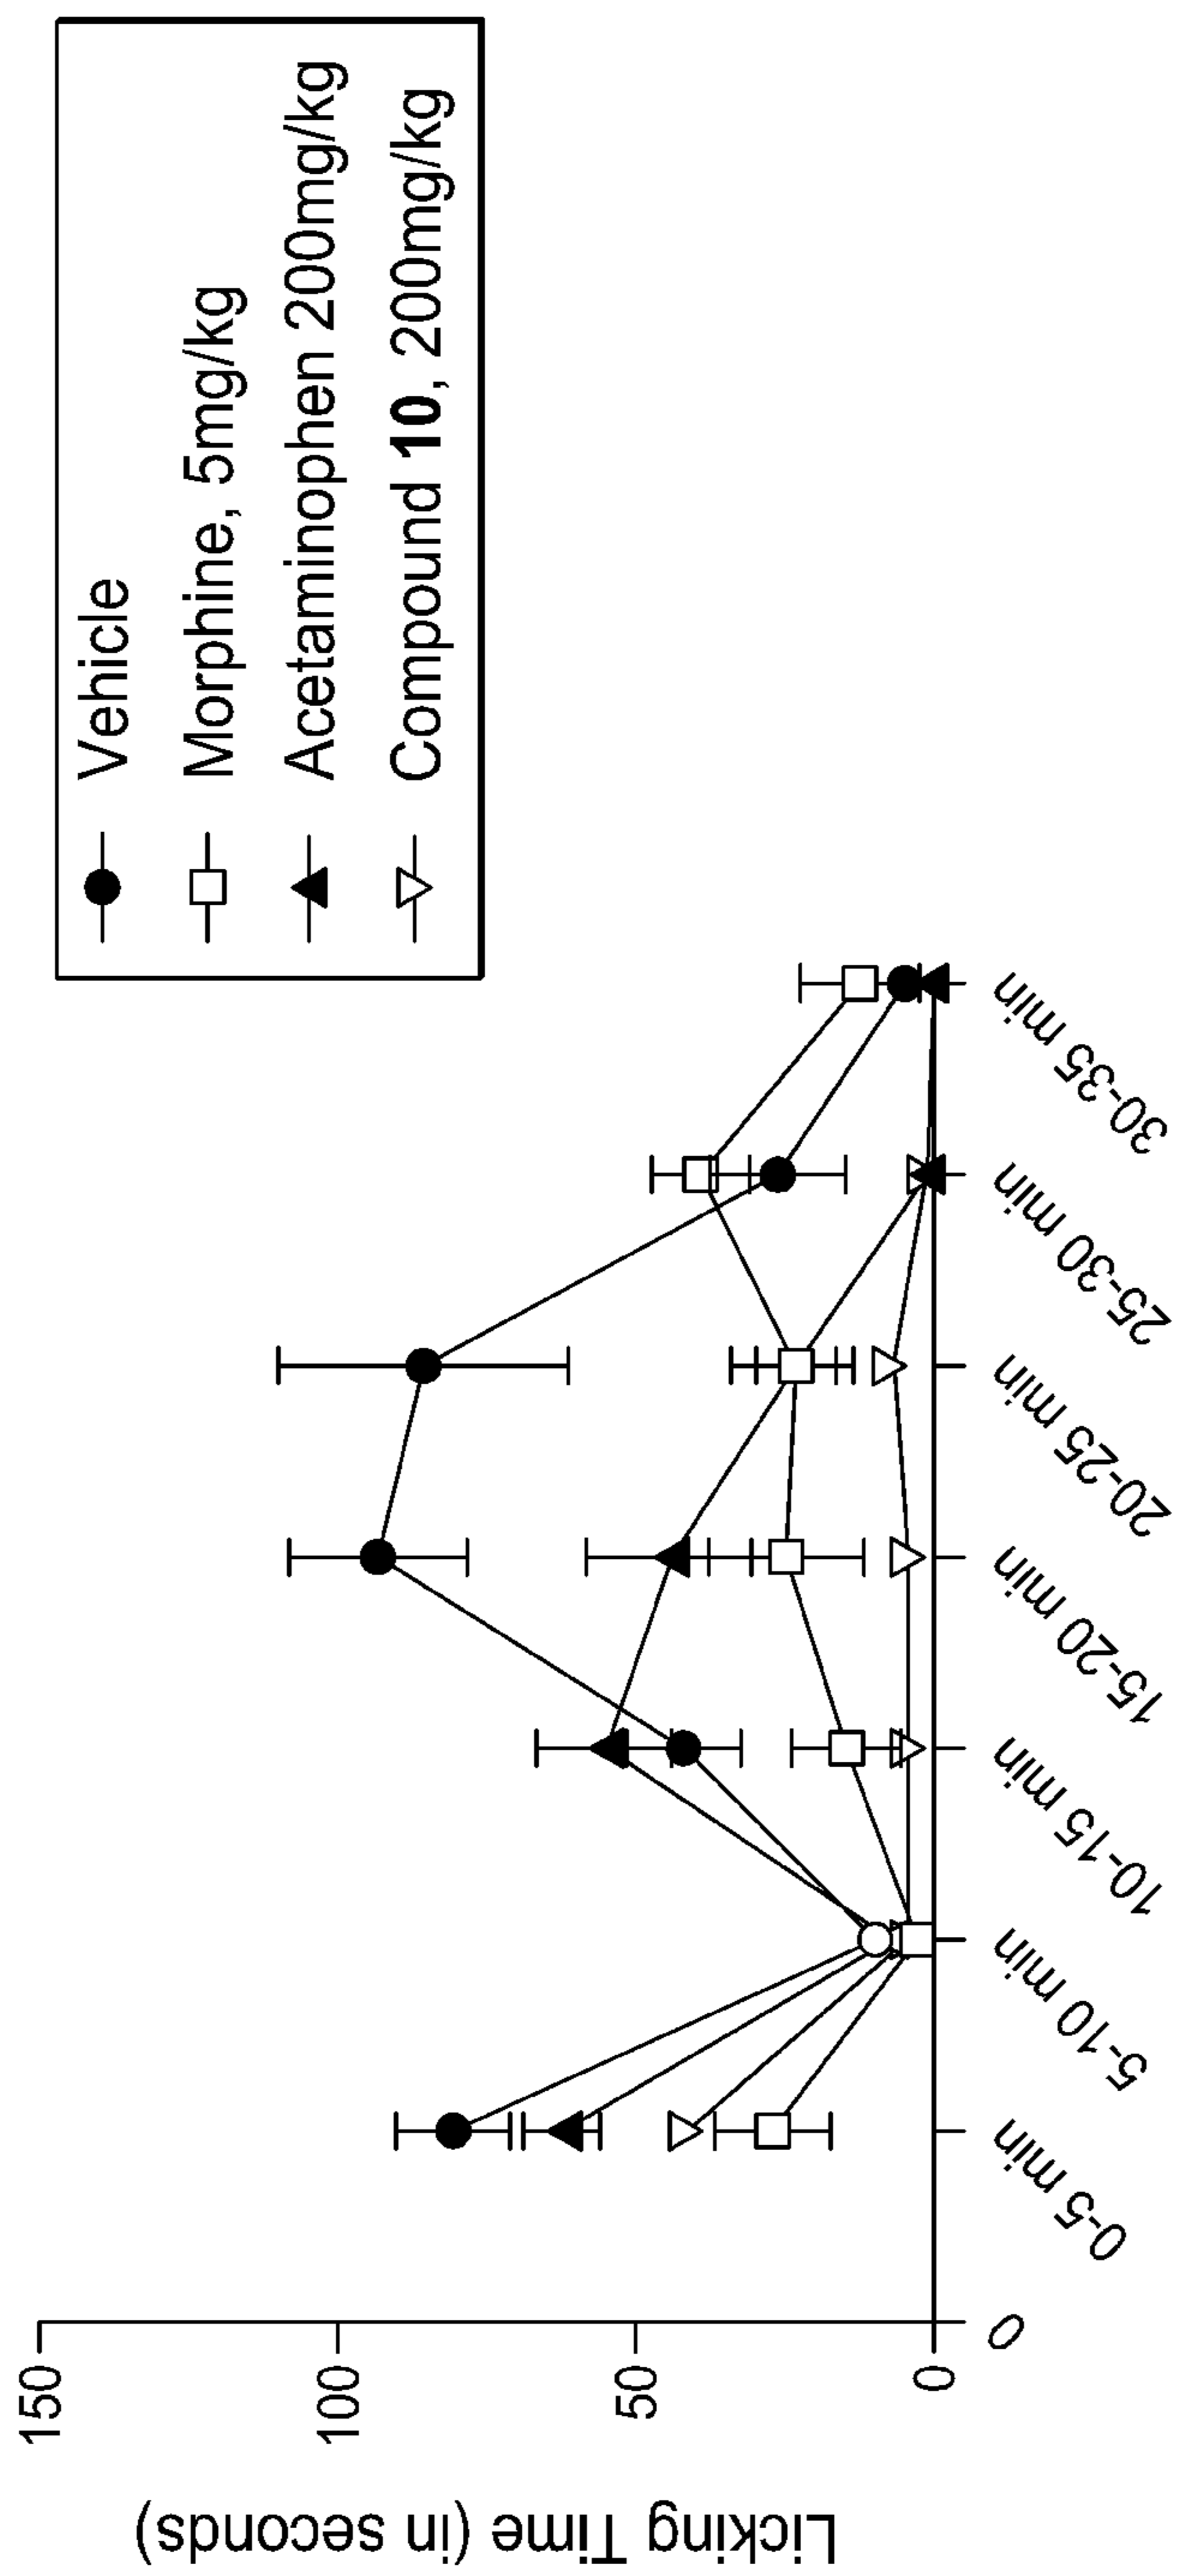 Vehicle
Morphine, 5mg/kg
Acetaminophen 200mg/kg
Compound 10, 200mg/kg
Licking Time (in seconds)
150
100
50
0
0
0-5 min
5-10 min
10-15 min
15-20 min
20-25 min
25-30 min
30-35 min